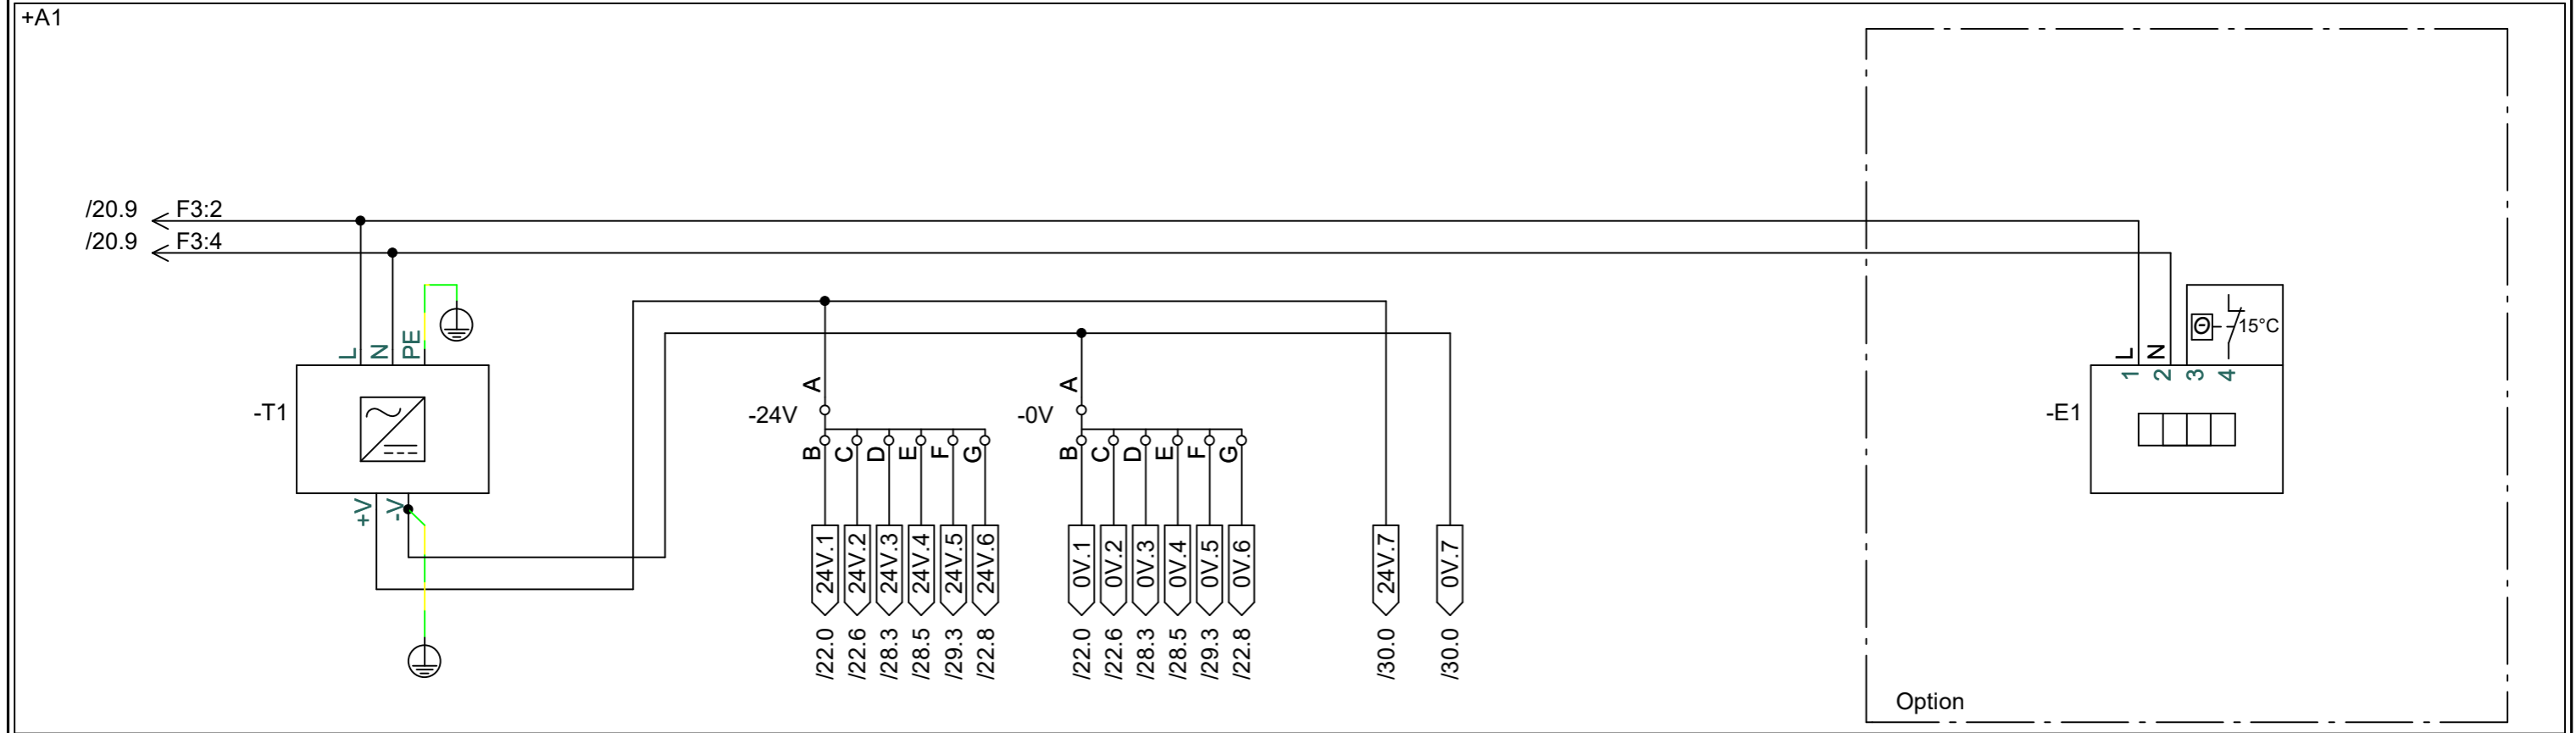 +A1
/20.9 F3:2
/20.9 F3:4
L N PE
-T1
+V -V
A
-24V
B C D E F G
24V.1 24V.2 24V.3 24V.4 24V.5 24V.6
/22.0 /22.6 /28.3 /28.5 /29.3 /22.8
A
-0V
B C D E F G
0V.1 0V.2 0V.3 0V.4 0V.5 0V.6
/22.0 /22.6 /28.3 /28.5 /29.3 /22.8
24V.7 0V.7
/30.0 /30.0
Θ 15°C
L N
1 2 3 4
-E1
Option